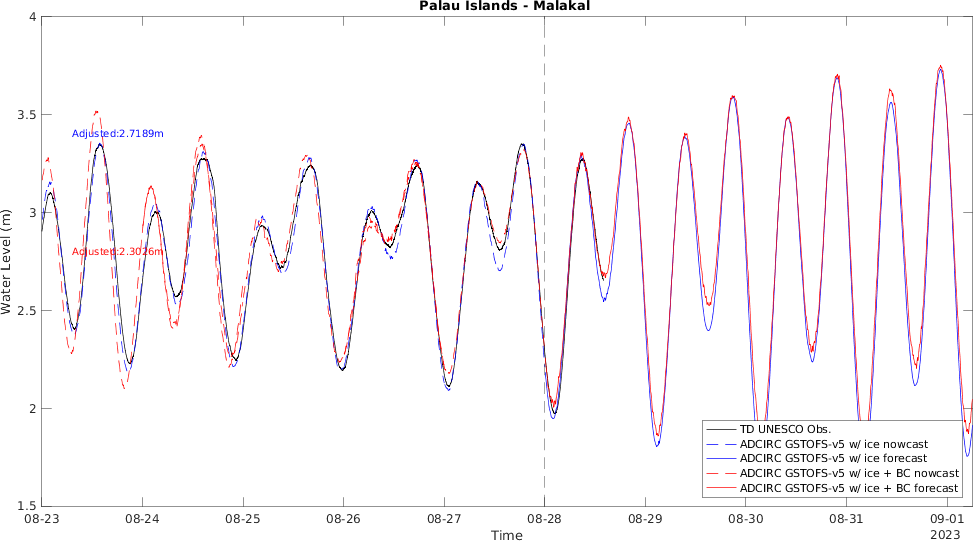 Palau Islands - Malakal
4
3.5
3
2.5
2
1.5
Water Level (m)
Adjusted:2.7189m
Adjusted:2.3026m
TD UNESCO Obs.
ADCIRC GSTOFS-v5 w/ ice nowcast
ADCIRC GSTOFS-v5 w/ ice forecast
ADCIRC GSTOFS-v5 w/ ice + BC nowcast
ADCIRC GSTOFS-v5 w/ ice + BC forecast
08-23 08-24 08-25 08-26 08-27 08-28 08-29 08-30 08-31 09-01
2023
Time